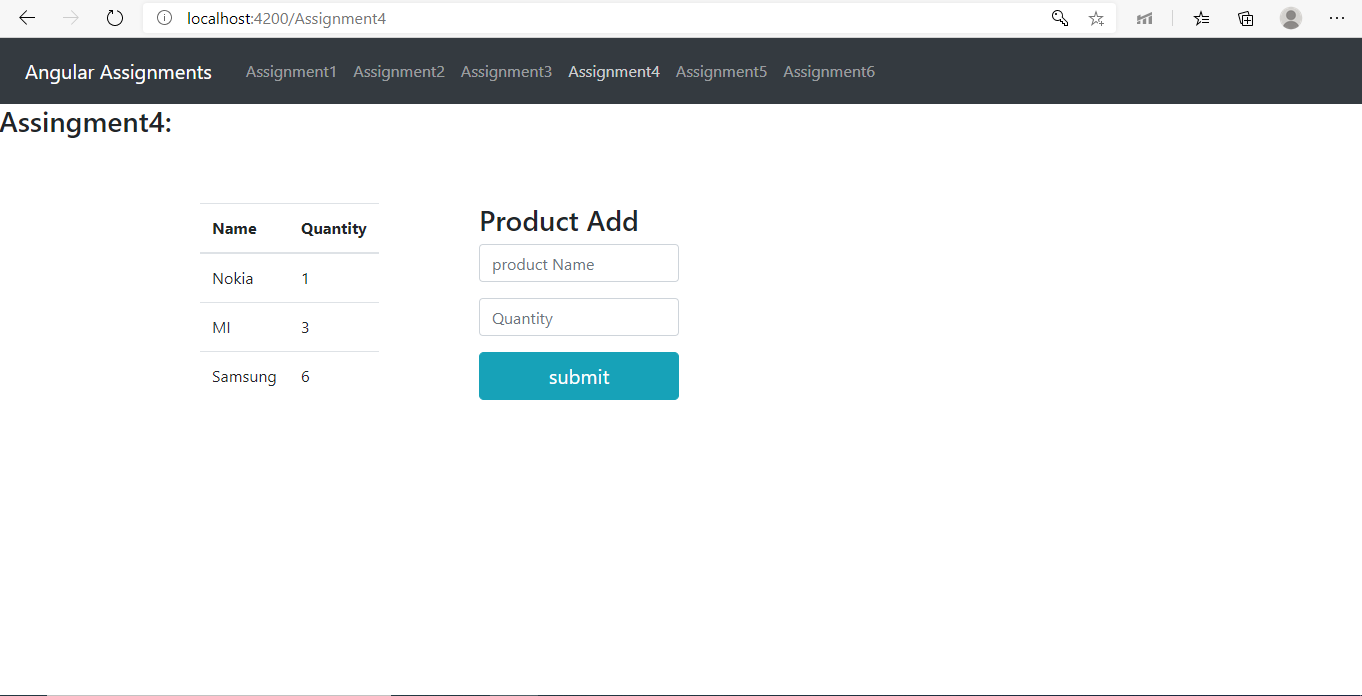 localhost:4200/Assignment4
Angular Assignments Assignment1 Assignment2 Assignment3 Assignment4 Assignment5 Assignment6
Assingment4:
Name Quantity
Nokia 1
MI 3
Samsung 6
Product Add
product Name
Quantity
submit